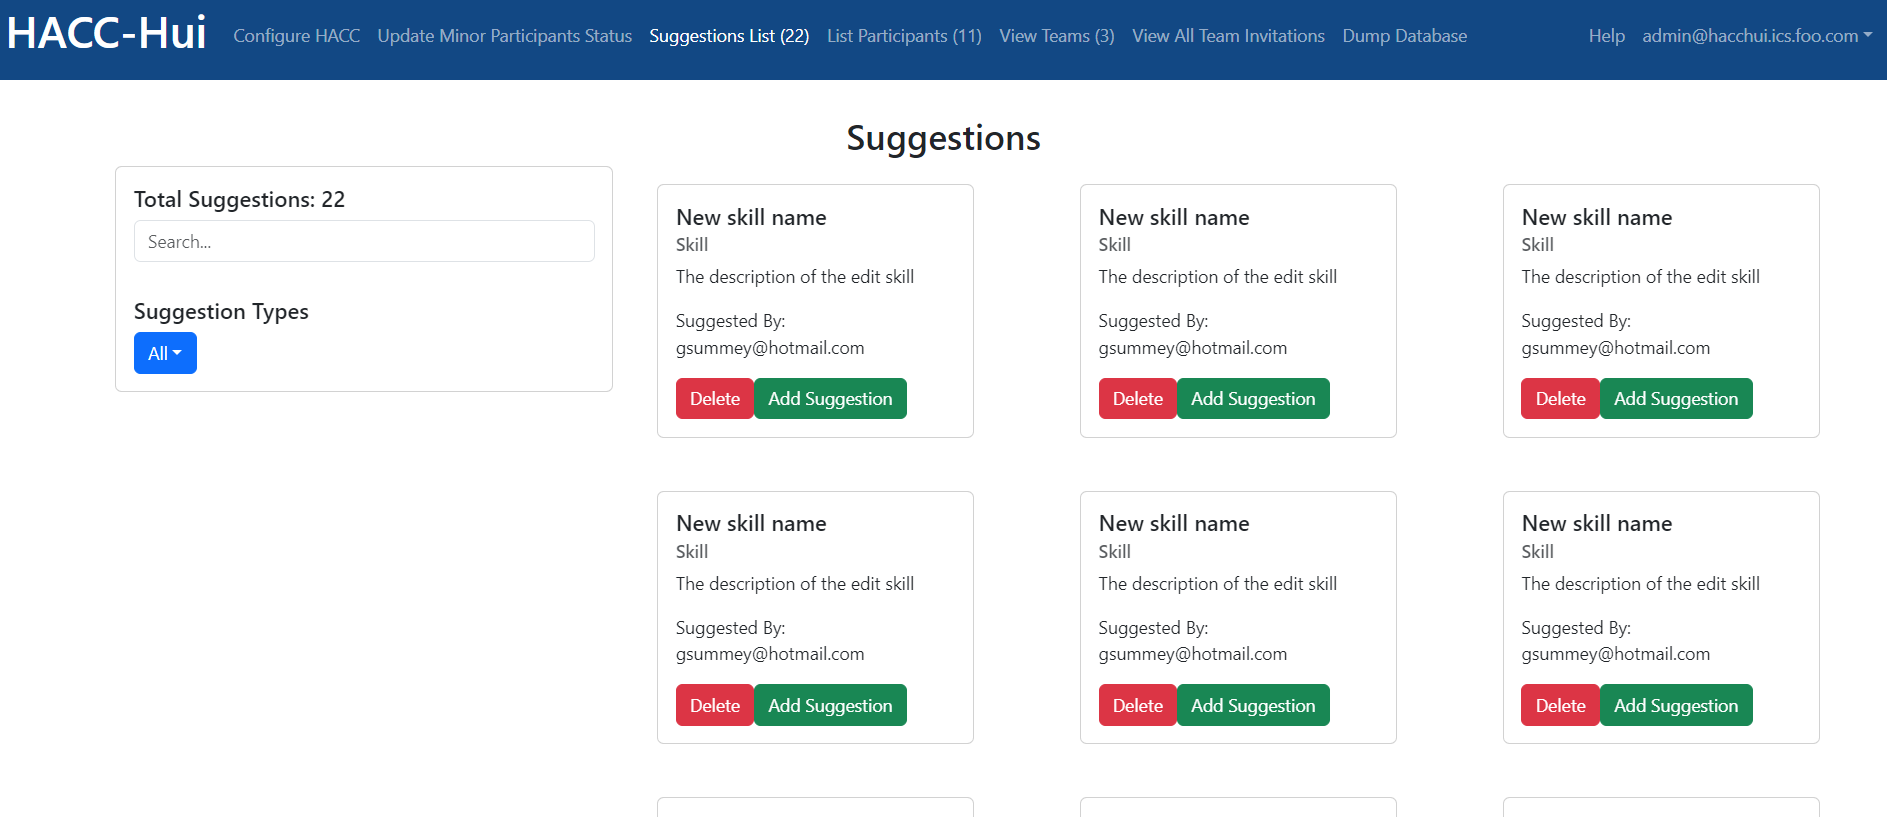 HACC-Hui Configure HACC Update Minor Participants Status Suggestions List (22) List Participants (11) View Teams (3) View All Team Invitations Dump Database Help admin@hacchui.ics.foo.com
Suggestions
Total Suggestions: 22
Search...
Suggestion Types
All
New skill name
Skill
The description of the edit skill
Suggested By:
gsummey@hotmail.com
Delete Add Suggestion
New skill name
Skill
The description of the edit skill
Suggested By:
gsummey@hotmail.com
Delete Add Suggestion
New skill name
Skill
The description of the edit skill
Suggested By:
gsummey@hotmail.com
Delete Add Suggestion
New skill name
Skill
The description of the edit skill
Suggested By:
gsummey@hotmail.com
Delete Add Suggestion
New skill name
Skill
The description of the edit skill
Suggested By:
gsummey@hotmail.com
Delete Add Suggestion
New skill name
Skill
The description of the edit skill
Suggested By:
gsummey@hotmail.com
Delete Add Suggestion